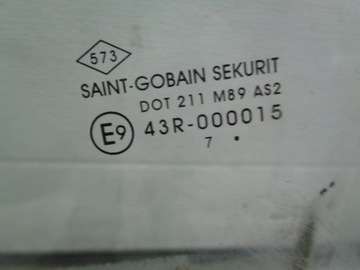 573
SAINT-GOBAIN SEKURIT
DOT 211 M89 AS2
E9 43R-000015
7 •